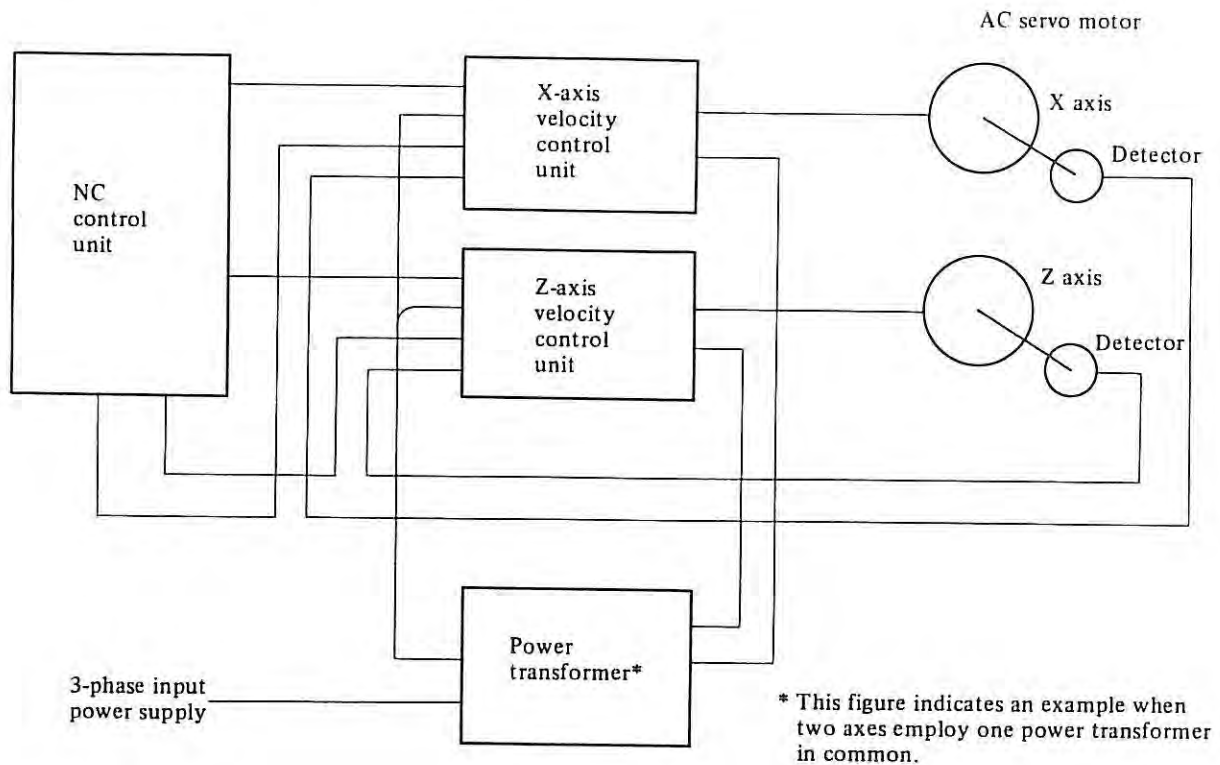 AC servo motor
NC
control
unit
X-axis
velocity
control
unit
X axis
Detector
Z-axis
velocity
control
unit
Z axis
Detector
Power
transformer*
3-phase input
power supply
* This figure indicates an example when
two axes employ one power transformer
in common.